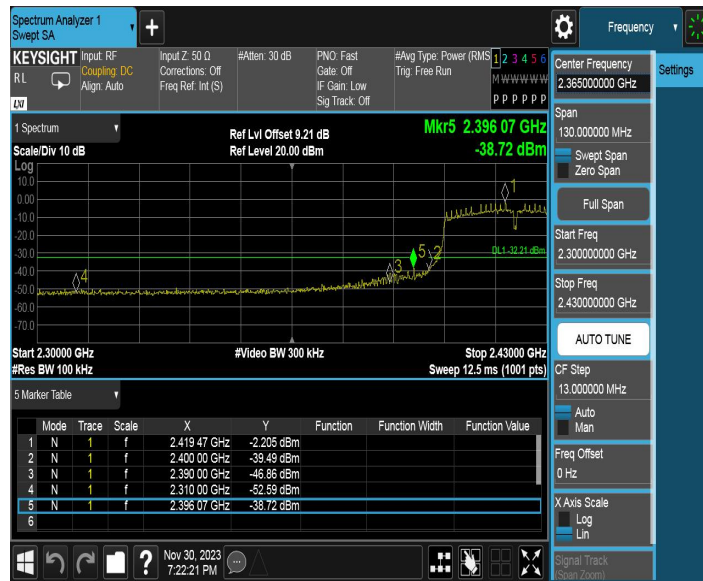 Spectrum Analyzer 1
Swept SA
+
Frequency
KEYSIGHT
RL
LXI
Input: RF
Coupling: DC
Align: Auto
Input Z: 50 Ω
Corrections: Off
Freq Ref: Int (S)
#Atten: 30 dB
PNO: Fast
Gate: Off
IF Gain: Low
Sig Track: Off
#Avg Type: Power (RMS
Trig: Free Run
1 2 3 4 5 6
M W W W W W
P P P P P P
1 Spectrum
Scale/Div 10 dB
Ref Lvl Offset 9.21 dB
Ref Level 20.00 dBm
Mkr5 2.396 07 GHz
-38.72 dBm
Log
10.0
0.00
-10.0
-20.0
-30.0
-40.0
-50.0
-60.0
-70.0
1
DL1 -32.21 dBm
5
2
3
4
Start 2.30000 GHz
#Video BW 300 kHz
Stop 2.43000 GHz
#Res BW 100 kHz
Sweep 12.5 ms (1001 pts)
5 Marker Table
Mode Trace Scale X Y Function Function Width Function Value
1 N 1 f 2.419 47 GHz -2.205 dBm
2 N 1 f 2.400 00 GHz -39.49 dBm
3 N 1 f 2.390 00 GHz -46.86 dBm
4 N 1 f 2.310 00 GHz -52.59 dBm
5 N 1 f 2.396 07 GHz -38.72 dBm
6
?
Nov 30, 2023
7:22:21 PM
Center Frequency
2.365000000 GHz
Settings
Span
130.000000 MHz
Swept Span
Zero Span
Full Span
Start Freq
2.300000000 GHz
Stop Freq
2.430000000 GHz
AUTO TUNE
CF Step
13.000000 MHz
Auto
Man
Freq Offset
0 Hz
X Axis Scale
Log
Lin
Signal Track
(Span Zoom)